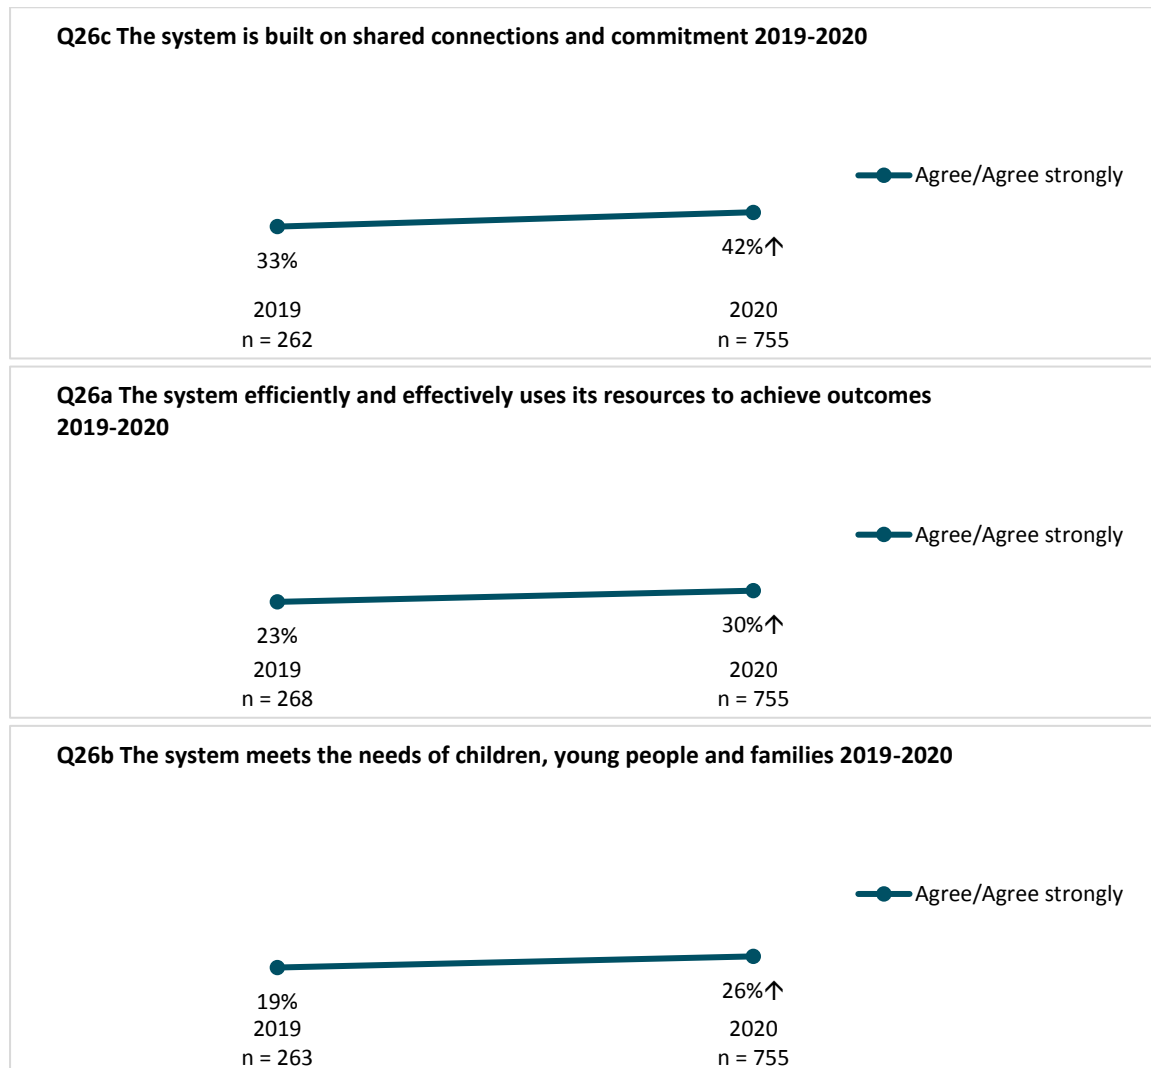 Q26c The system is built on shared connections and commitment 2019-2020
Agree/Agree strongly
33%
42%↑
2019
2020
n = 262
n = 755
Q26a The system efficiently and effectively uses its resources to achieve outcomes
2019-2020
Agree/Agree strongly
23%
30%↑
2019
2020
n = 268
n = 755
Q26b The system meets the needs of children, young people and families 2019-2020
Agree/Agree strongly
19%
26%↑
2019
2020
n = 263
n = 755